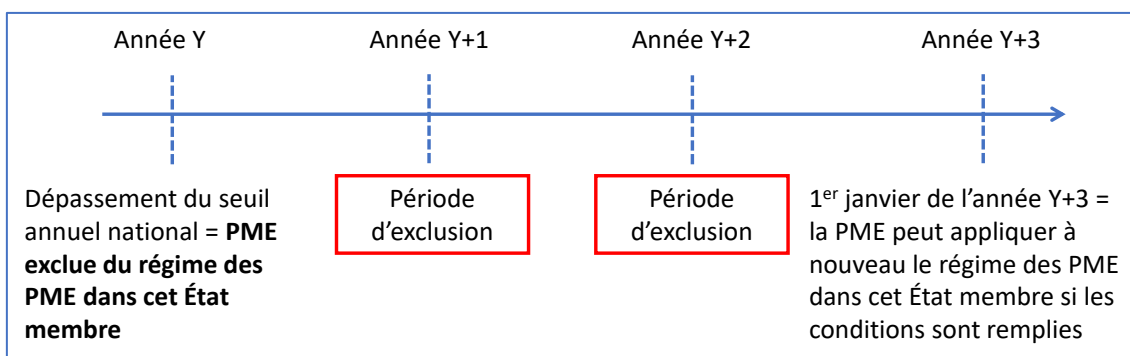 Année Y
Année Y+1
Année Y+2
Année Y+3
Dépassement du seuil
annuel national = PME
exclue du régime des
PME dans cet État
membre
Période
d’exclusion
Période
d’exclusion
1er janvier de l’année Y+3 =
la PME peut appliquer à
nouveau le régime des PME
dans cet État membre si les
conditions sont remplies